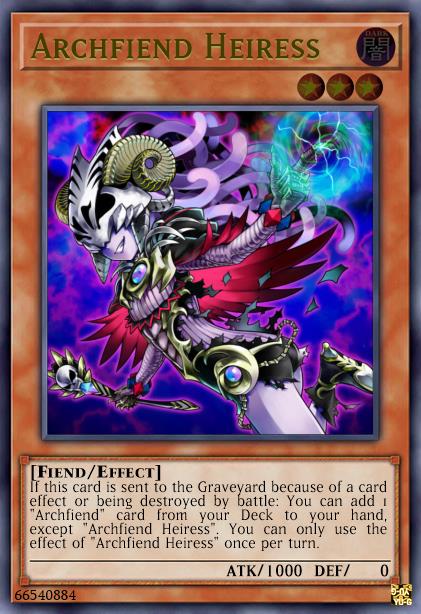 Archfiend Heiress
DARK
闇
[Fiend/Effect]
If this card is sent to the Graveyard because of a card
effect or being destroyed by battle: You can add 1
"Archfiend" card from your Deck to your hand,
except "Archfiend Heiress". You can only use the
effect of "Archfiend Heiress" once per turn.
ATK/1000 DEF/ 0
66540884